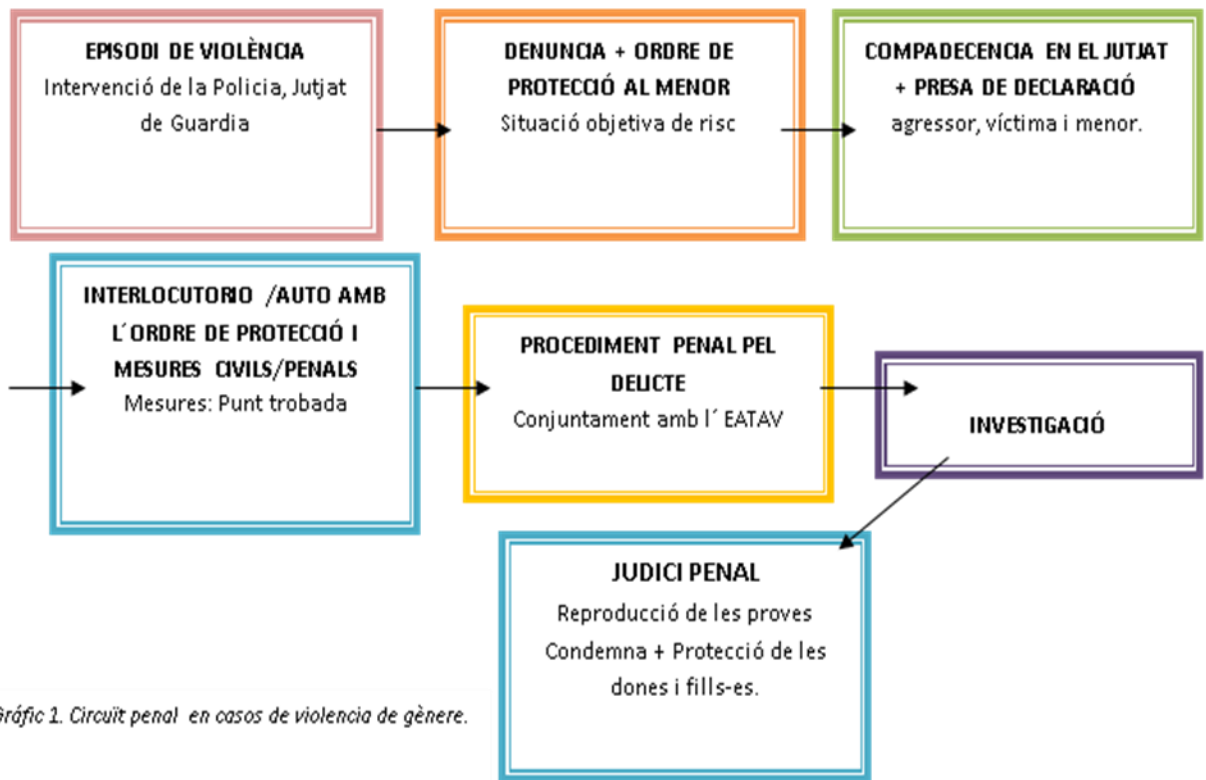 EPISODI DE VIOLÈNCIA
Intervenció de la Policia, Jutjat
de Guardia
DENUNCIA + ORDRE DE
PROTECCIÓ AL MENOR
Situació objetiva de risc
COMPADECENCIA EN EL JUTJAT
+ PRESA DE DECLARACIÓ
agressor, víctima i menor.
INTERLOCUTORIO /AUTO AMB
L´ORDRE DE PROTECCIÓ I
MESURES CIVILS/PENALS
Mesures: Punt trobada
PROCEDIMENT PENAL PEL
DELICTE
Conjuntament amb l´ EATAV
INVESTIGACIÓ
JUDICI PENAL
Reproducció de les proves
Condemna + Protecció de les
dones i fills-es.
Gráfic 1. Circuït penal en casos de violencia de gènere.